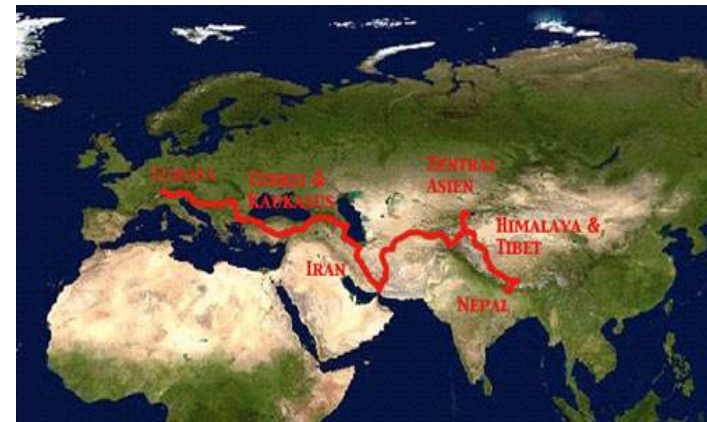 EUROPA
TÜRKEI &
KAUKASUS
ZENTRAL
ASIEN
HIMALAYA &
TIBET
IRAN
NEPAL